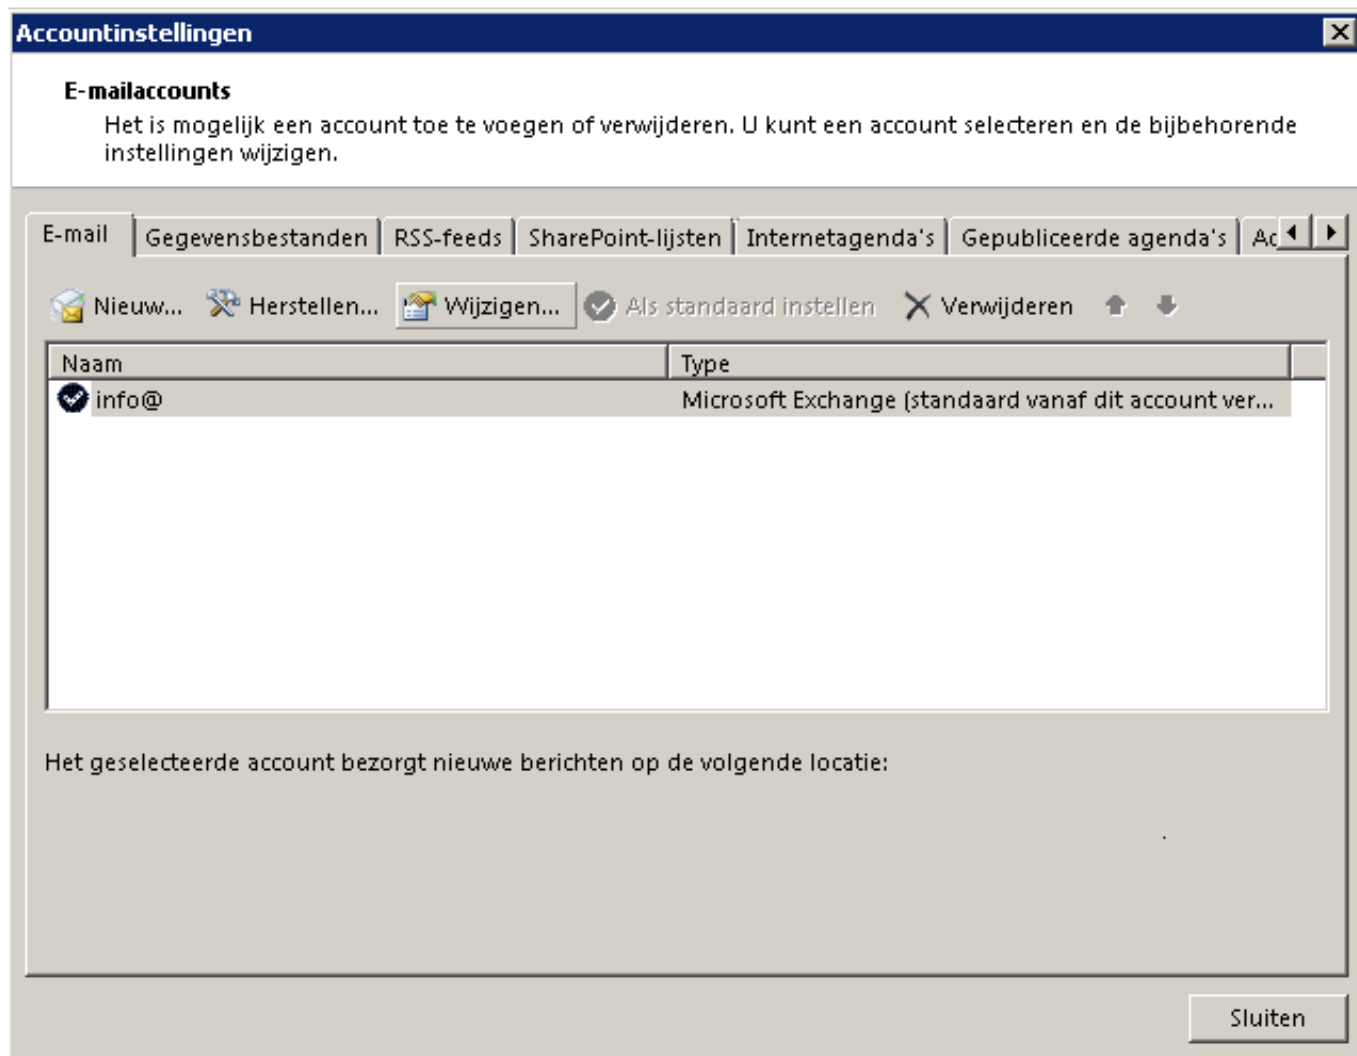 Accountinstellingen
E-mailaccounts
Het is mogelijk een account toe te voegen of verwijderen. U kunt een account selecteren en de bijbehorende
instellingen wijzigen.
E-mail Gegevensbestanden RSS-feeds SharePoint-lijsten Internetagenda's Gepubliceerde agenda's Ac
Nieuw... Herstellen... Wijzigen... Als standaard instellen Verwijderen
Naam Type
info@ Microsoft Exchange (standaard vanaf dit account ver...
Het geselecteerde account bezorgt nieuwe berichten op de volgende locatie:
Sluiten